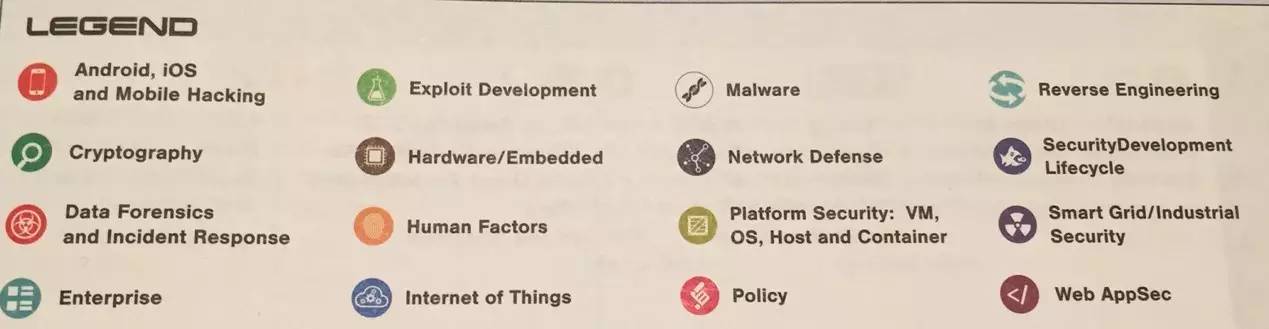 LEGEND
Android, iOS
and Mobile Hacking
Cryptography
Data Forensics
and Incident Response
Enterprise
Exploit Development
Hardware/Embedded
Human Factors
Internet of Things
Malware
Network Defense
Platform Security: VM,
OS, Host and Container
Policy
Reverse Engineering
SecurityDevelopment
Lifecycle
Smart Grid/Industrial
Security
</> Web AppSec